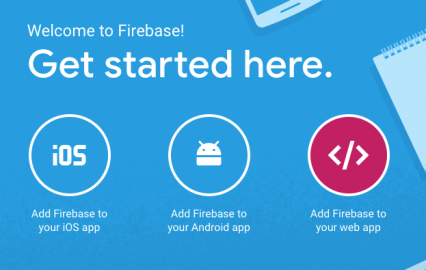 Welcome to Firebase!
Get started here.
iOS
</>
Add Firebase to
your iOS app
Add Firebase to
your Android app
Add Firebase to
your web app